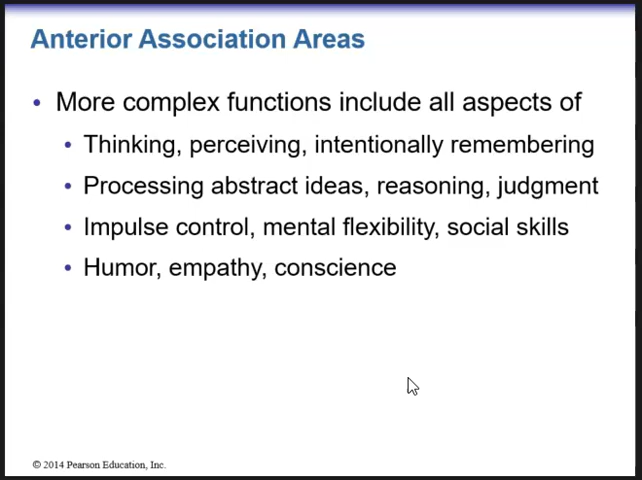 Anterior Association Areas
• More complex functions include all aspects of
• Thinking, perceiving, intentionally remembering
• Processing abstract ideas, reasoning, judgment
• Impulse control, mental flexibility, social skills
• Humor, empathy, conscience
© 2014 Pearson Education, Inc.